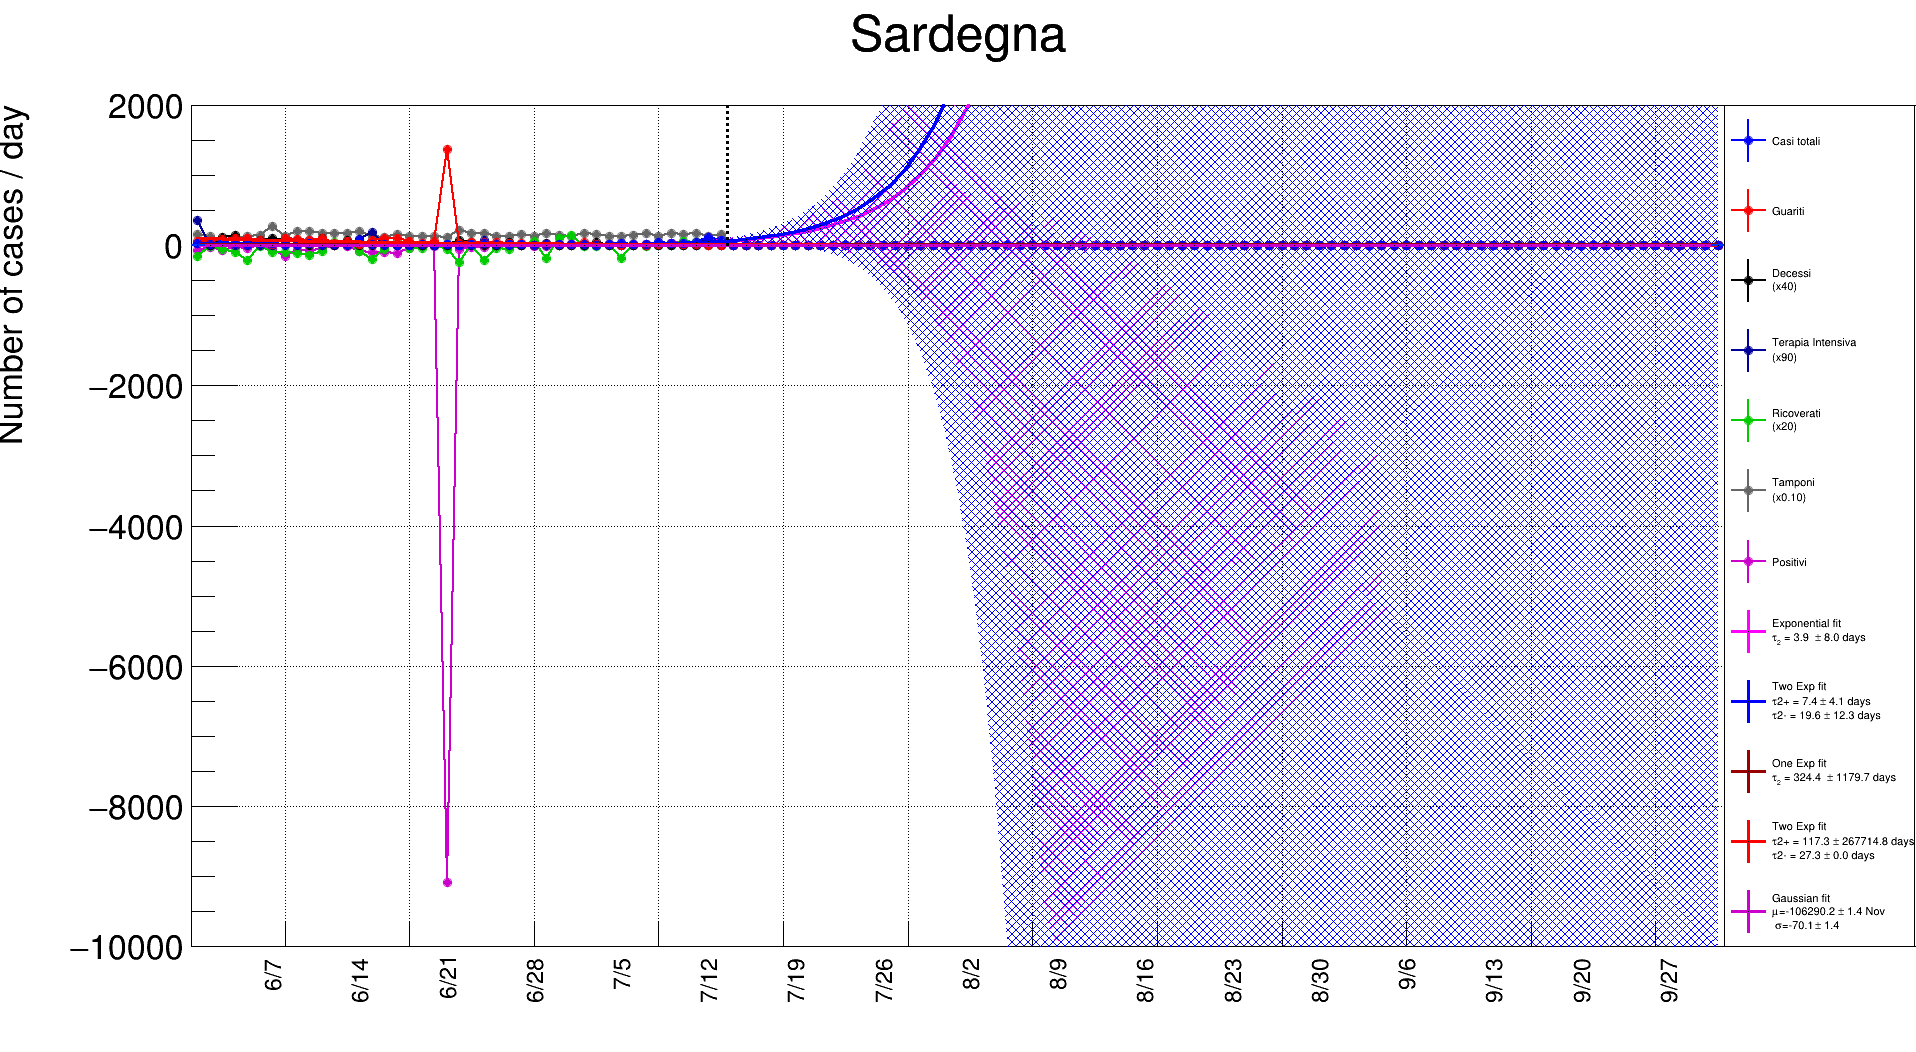 Sardegna
Number of cases / day
2000
0
−2000
−4000
−6000
−8000
−10000
6/7
6/14
6/21
6/28
7/5
7/12
7/19
7/26
8/2
8/9
8/16
8/23
8/30
9/6
9/13
9/20
9/27
Casi totali
Guariti
Decessi
(x40)
Terapia Intensiva
(x90)
Ricoverati
(x20)
Tamponi
(x0.10)
Positivi
Exponential fit
τ₂ = 3.9 ± 8.0 days
Two Exp fit
τ2+ = 7.4 ± 4.1 days
τ2- = 19.6 ± 12.3 days
One Exp fit
τ₂ = 324.4 ± 1179.7 days
Two Exp fit
τ2+ = 117.3 ± 267714.8 days
τ2- = 27.3 ± 0.0 days
Gaussian fit
μ=-106290.2 ± 1.4 Nov
σ=-70.1 ± 1.4